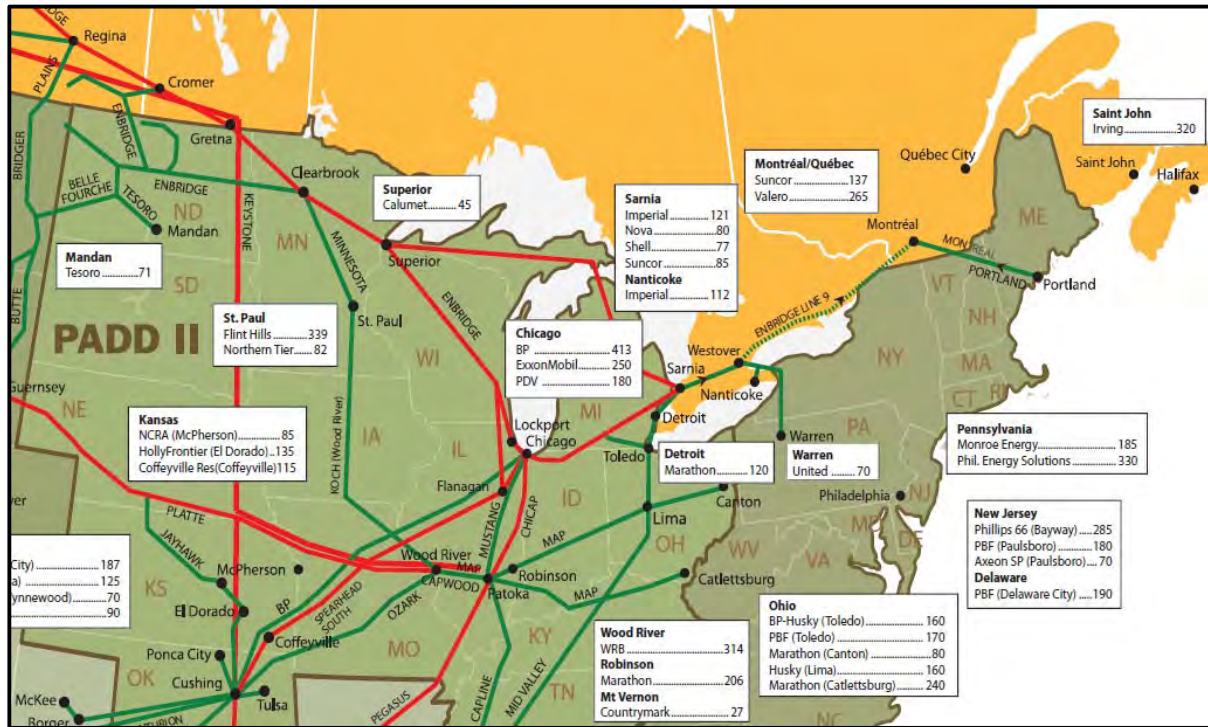 Regina
Cromer
PLAINS
ENBRIDGE
Gretna
BRIDGER
ENBRIDGE
Clearbrook
BELLE
FOURCHE
TESORO
ND
Mandan
KEYSTONE
MN
MINNESOTA
Superior
Mandan
Tesoro ..............71
SD
BUTTE
PADD II
St. Paul
WI
ENBRIDGE
Superior
Calumet ...........45
St. Paul
Flint Hills ............339
Northern Tier ...... 82
Sarnia
Imperial ............. 121
Nova .................. 80
Shell ................... 77
Suncor ............... 85
Nanticoke
Imperial ............. 112
Montréal/Québec
Suncor ............... 137
Valero ................ 265
Québec City
Saint John
Irving ..................320
Saint John
Halifax
ME
Montréal
MONTREAL
PORTLAND
Portland
VT
NH
MA
CT
RI
NY
ENBRIDGE LINE 9
Westover
Sarnia
Nanticoke
Chicago
BP .................... 413
ExxonMobil ....... 250
PDV .................. 180
MI
Detroit
Guernsey
NE
IA
KOCH (Wood River)
IL
Lockport
Chicago
Toledo
Detroit
Marathon ............ 120
Warren
Warren
United ........ 70
PA
Pennsylvania
Monroe Energy ................. 185
Phil. Energy Solutions ....... 330
Kansas
NCRA (McPherson) ........... 85
HollyFrontier (El Dorado) ..135
Coffeyville Res(Coffeyville)115
Flanagan
ID
Canton
Philadelphia
NJ
PLATTE
MUSTANG
CHICAP
Lima
OH
WV
VA
DE
JAYHAWK
KS
McPherson
Wood River
MAP
CAPWOOD
Patoka
MAP
Robinson
MAP
Catlettsburg
New Jersey
Phillips 66 (Bayway) ..... 285
PBF (Paulsboro) ........... 180
Axeon SP (Paulsboro) .. 70
Delaware
PBF (Delaware City) ...... 190
City) ............... 187
a) ................ 125
ynnewood) ........70
90
El Dorado
BP
SPEARHEAD
SOUTH
OZARK
Coffeyville
MO
KY
Ponca City
OK
Cushing
Tulsa
McKee
Borger
PEGASUS
CAPLINE
MID VALLEY
TN
NC
Wood River
WRB ..................... 314
Robinson
Marathon .............. 206
Mt Vernon
Countrymark ......... 27
Ohio
BP-Husky (Toledo) ............ 160
PBF (Toledo) .................... 170
Marathon (Canton) ............80
Husky (Lima) .................... 160
Marathon (Catlettsburg) .... 240